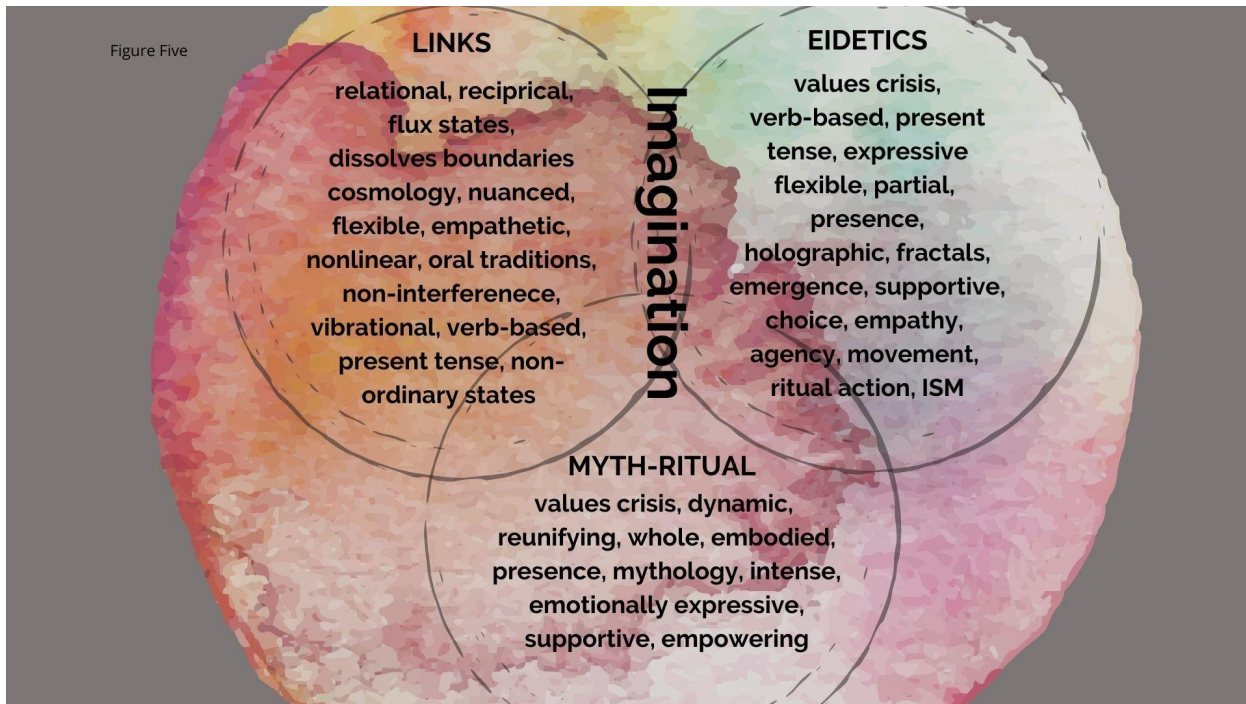 Figure Five
LINKS
relational, reciprical,
flux states,
dissolves boundaries
cosmology, nuanced,
flexible, empathetic,
nonlinear, oral traditions,
non-interferenece,
vibrational, verb-based,
present tense, non-
ordinary states
Imagination
EIDETICS
values crisis,
verb-based, present
tense, expressive
flexible, partial,
presence,
holographic, fractals,
emergence, supportive,
choice, empathy,
agency, movement,
ritual action, ISM
MYTH-RITUAL
values crisis, dynamic,
reunifying, whole, embodied,
presence, mythology, intense,
emotionally expressive,
supportive, empowering